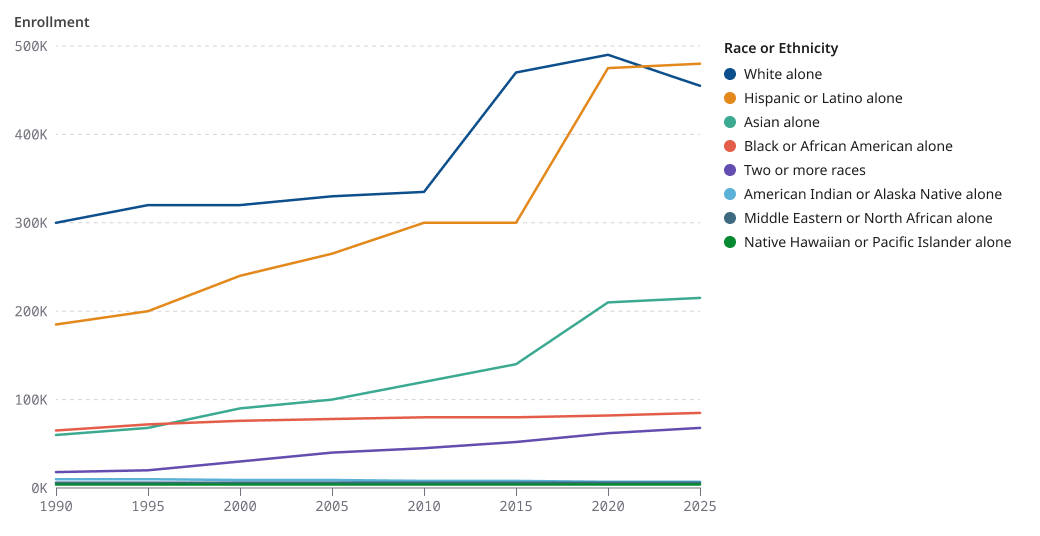 Enrollment
500K
400K
300K
200K
100K
0K
1990 1995 2000 2005 2010 2015 2020 2025
Race or Ethnicity
White alone
Hispanic or Latino alone
Asian alone
Black or African American alone
Two or more races
American Indian or Alaska Native alone
Middle Eastern or North African alone
Native Hawaiian or Pacific Islander alone